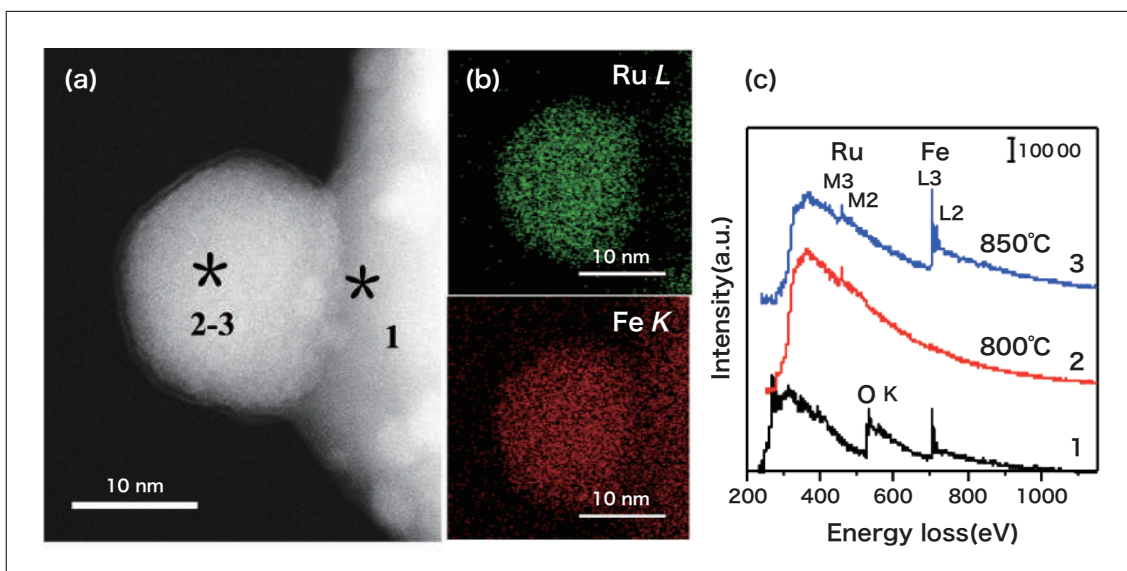 (a)
2-3
1
10 nm
(b)
Ru L
10 nm
Fe K
10 nm
(c)
Ru
Fe
10000
M3
M2
L3
L2
850℃
3
800℃
2
O K
1
Intensity(a.u.)
200
400
600
800
1000
Energy loss(eV)